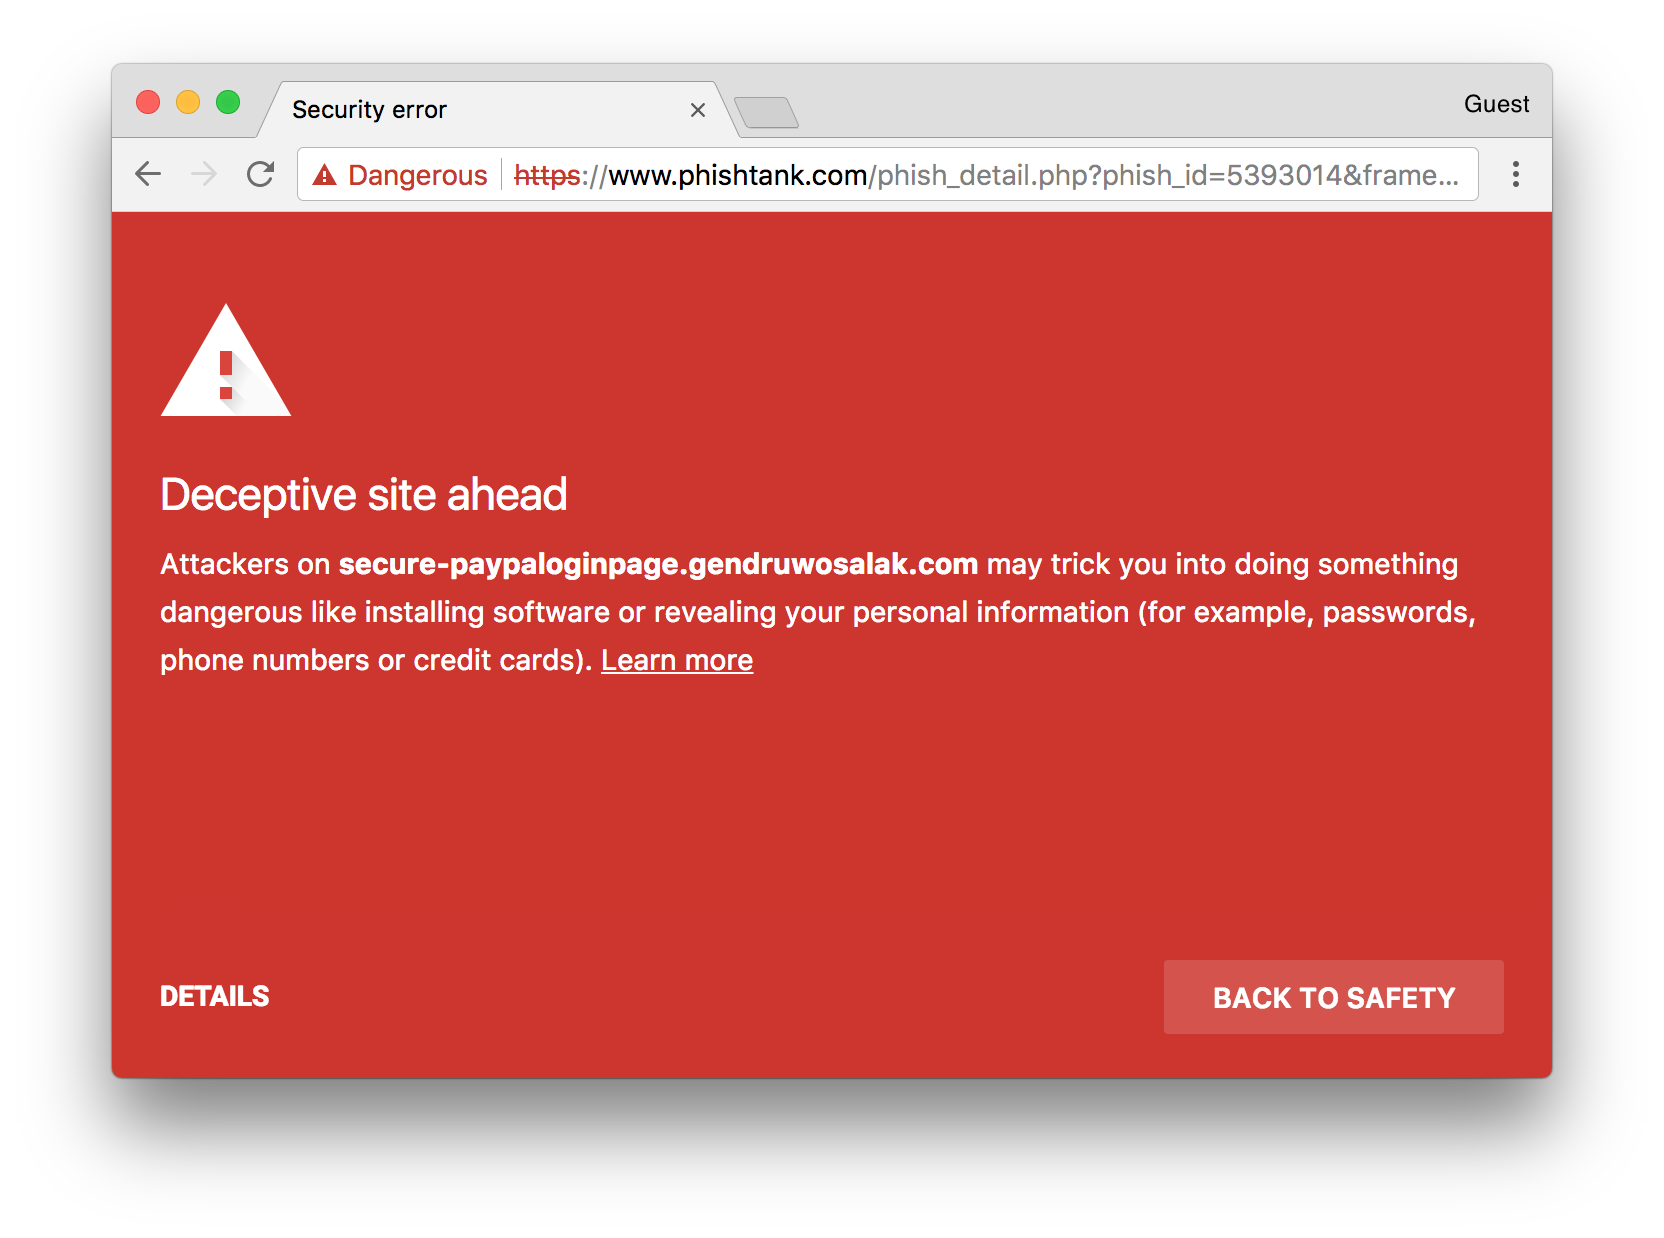 Security error
Guest
Dangerous https://www.phishtank.com/phish_detail.php?phish_id=5393014&frame...
Deceptive site ahead
Attackers on secure-paypaloginpage.gendruwosalak.com may trick you into doing something
dangerous like installing software or revealing your personal information (for example, passwords,
phone numbers or credit cards). Learn more
DETAILS
BACK TO SAFETY